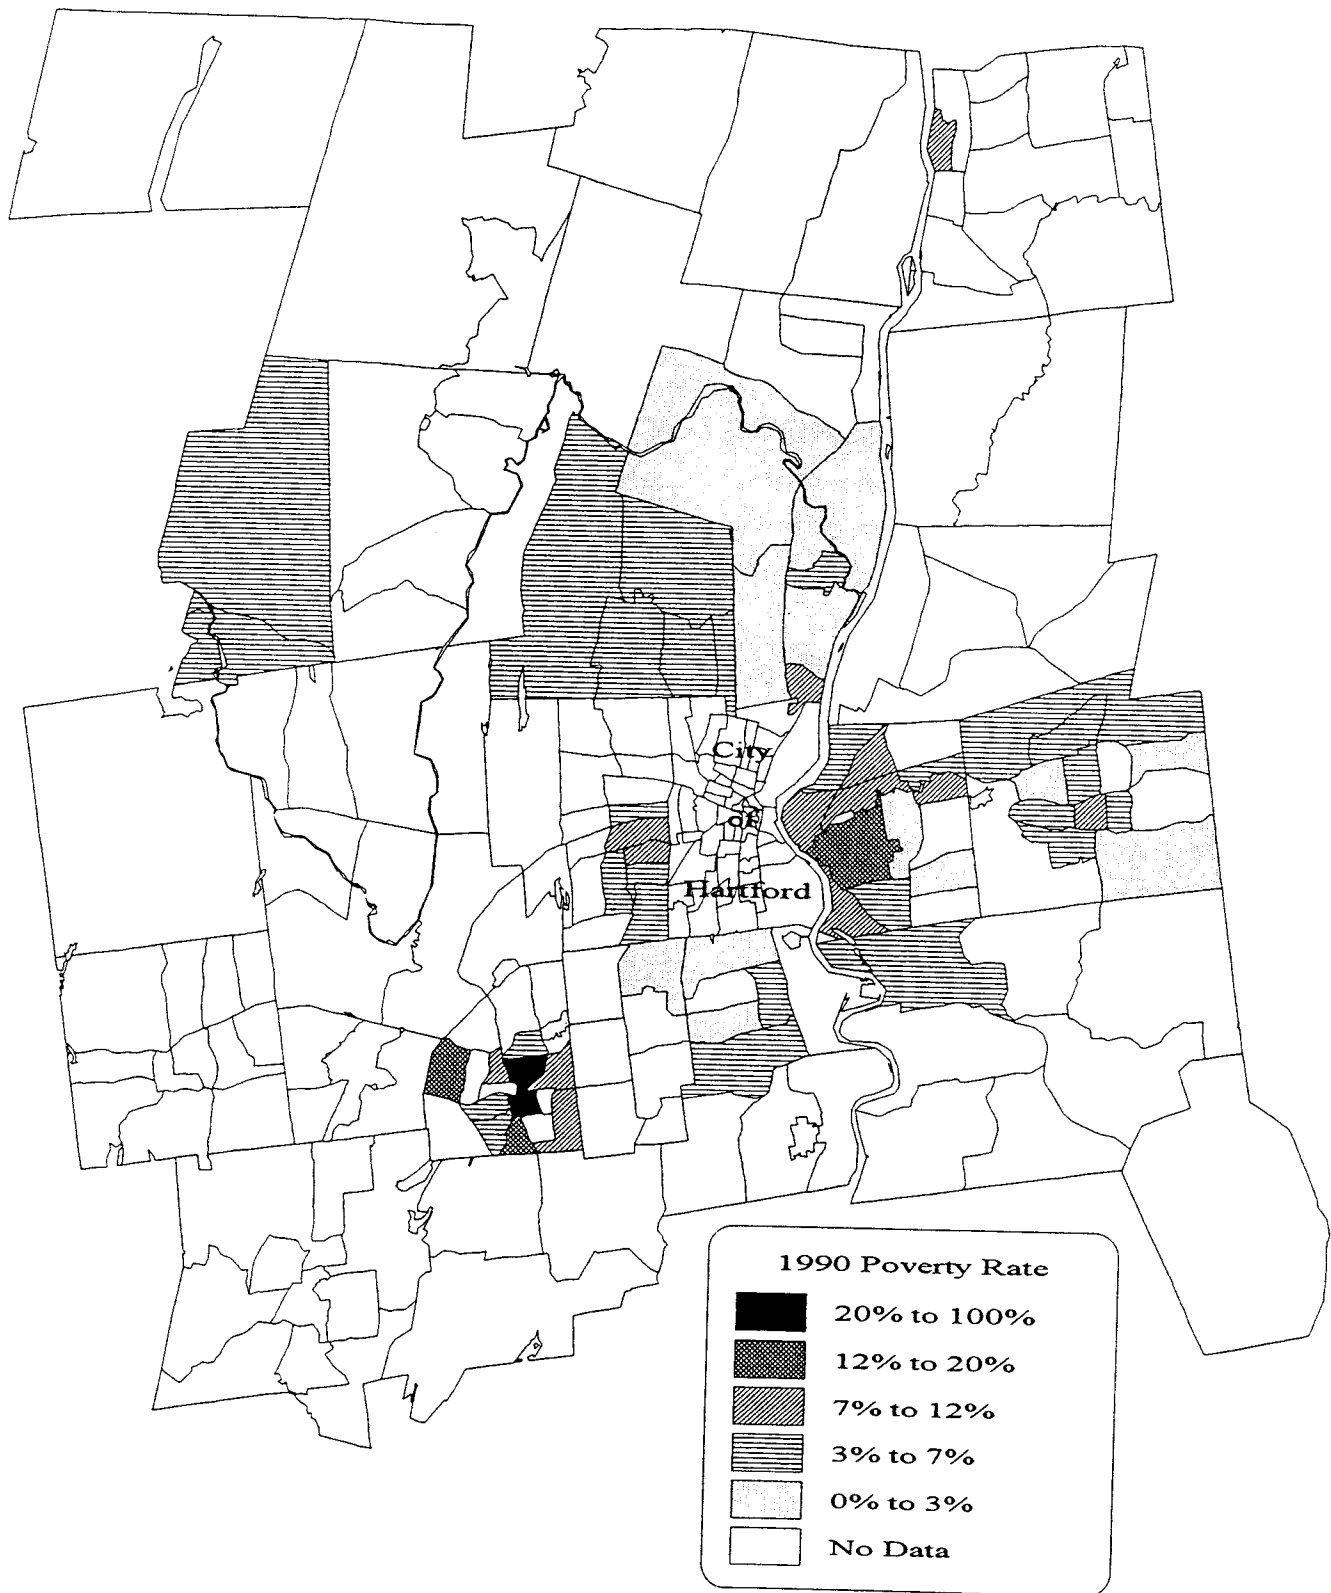 City
of
Hartford
1990 Poverty Rate
20% to 100%
12% to 20%
7% to 12%
3% to 7%
0% to 3%
No Data